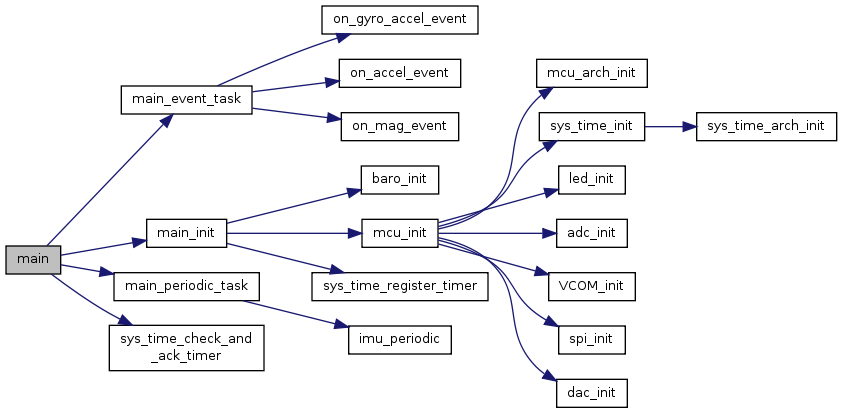 on_gyro_accel_event
mcu_arch_init
on_accel_event
main_event_task
sys_time_init
sys_time_arch_init
on_mag_event
baro_init
led_init
main_init
mcu_init
adc_init
main
main_periodic_task
sys_time_register_timer
VCOM_init
sys_time_check_and
_ack_timer
imu_periodic
spi_init
dac_init